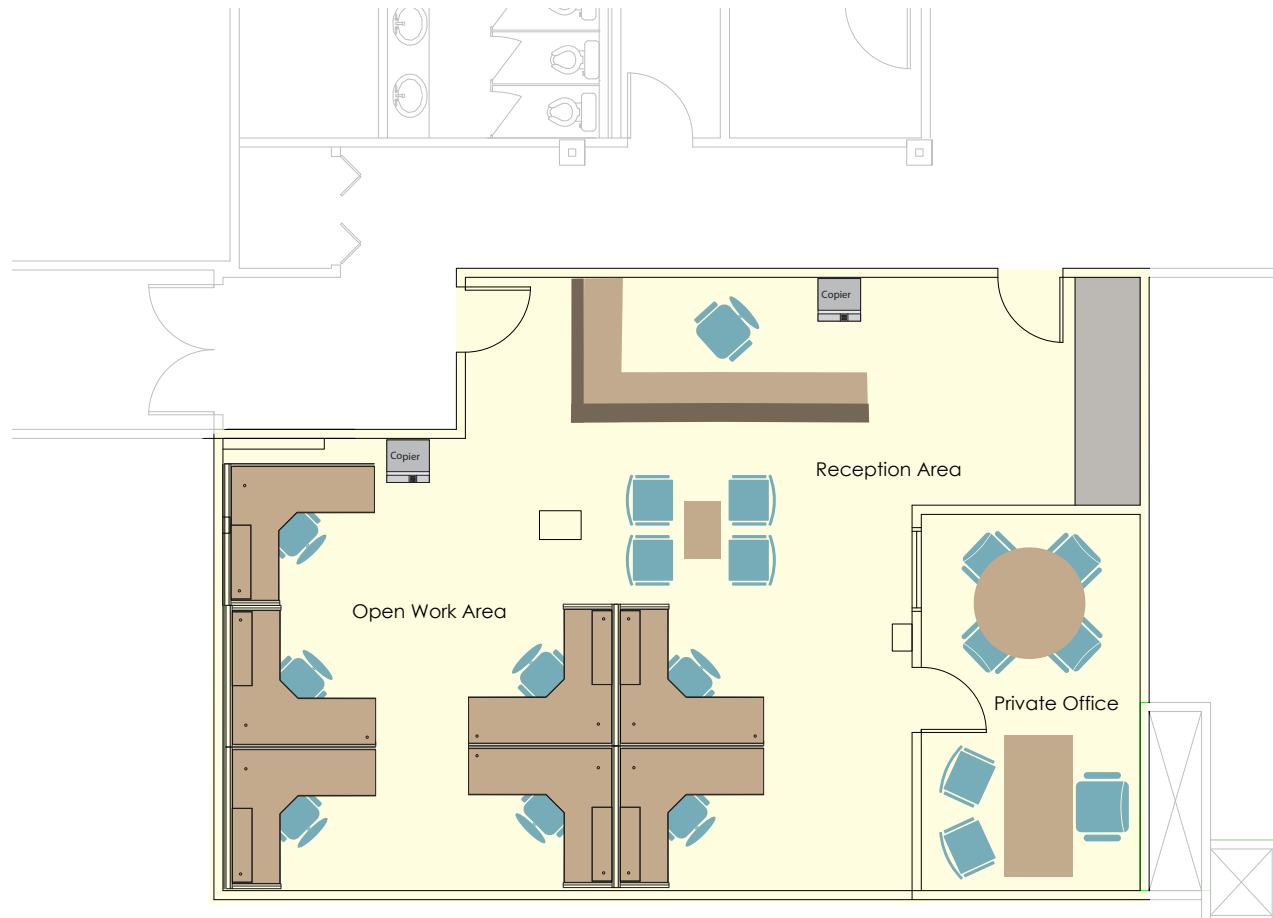 Copier
Copier
Reception Area
Open Work Area
Private Office